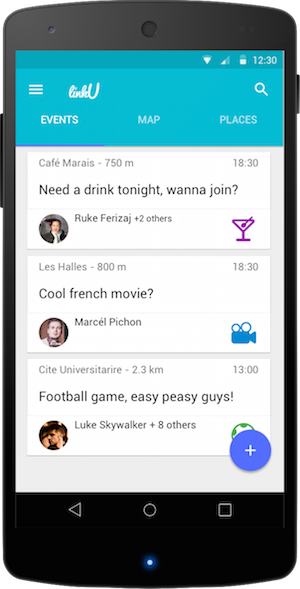 12:30
linkU
EVENTS MAP PLACES
Café Marais - 750 m 18:30
Need a drink tonight, wanna join?
Ruke Ferizaj +2 others
Les Halles - 800 m 18:30
Cool french movie?
Marcél Pichon
Cite Universitarire - 2.3 km 13:00
Football game, easy peasy guys!
Luke Skywalker + 8 others
+